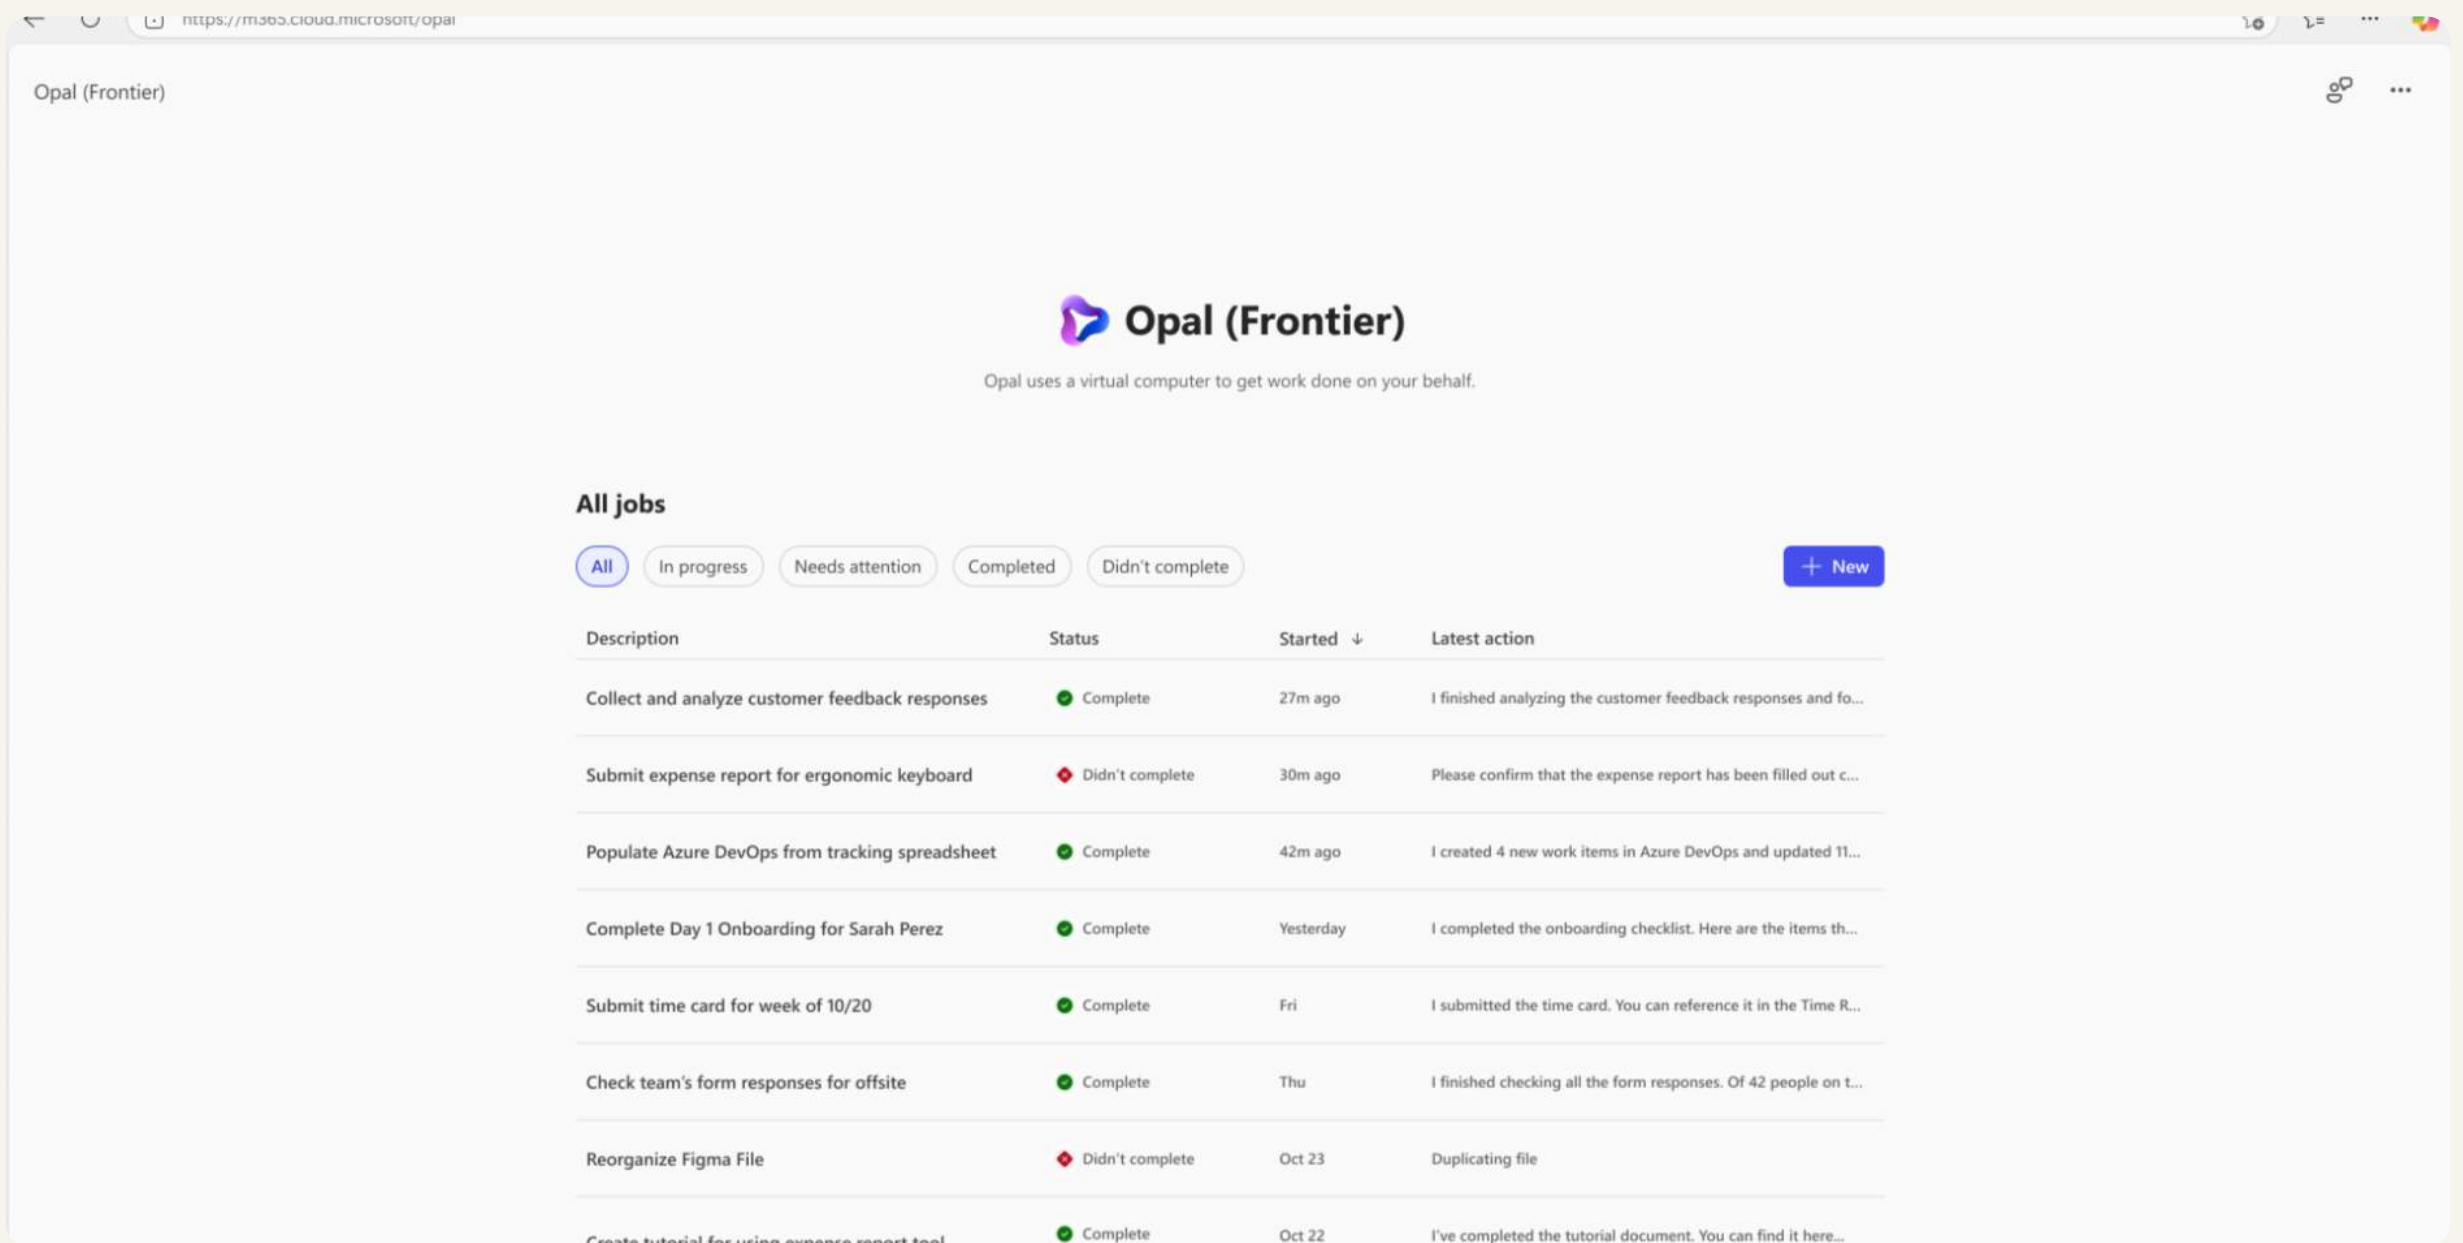 https://m365.cloud.microsoft/opal
Opal (Frontier)
Opal (Frontier)
Opal uses a virtual computer to get work done on your behalf.
All jobs
All In progress Needs attention Completed Didn't complete New
Description Status Started Latest action
Collect and analyze customer feedback responses Complete 27m ago I finished analyzing the customer feedback responses and fo...
Submit expense report for ergonomic keyboard Didn't complete 30m ago Please confirm that the expense report has been filled out c...
Populate Azure DevOps from tracking spreadsheet Complete 42m ago I created 4 new work items in Azure DevOps and updated 11...
Complete Day 1 Onboarding for Sarah Perez Complete Yesterday I completed the onboarding checklist. Here are the items th...
Submit time card for week of 10/20 Complete Fri I submitted the time card. You can reference it in the Time R...
Check team's form responses for offsite Complete Thu I finished checking all the form responses. Of 42 people on t...
Reorganize Figma File Didn't complete Oct 23 Duplicating file
Create tutorial for using expense report tool Complete Oct 22 I've completed the tutorial document. You can find it here...